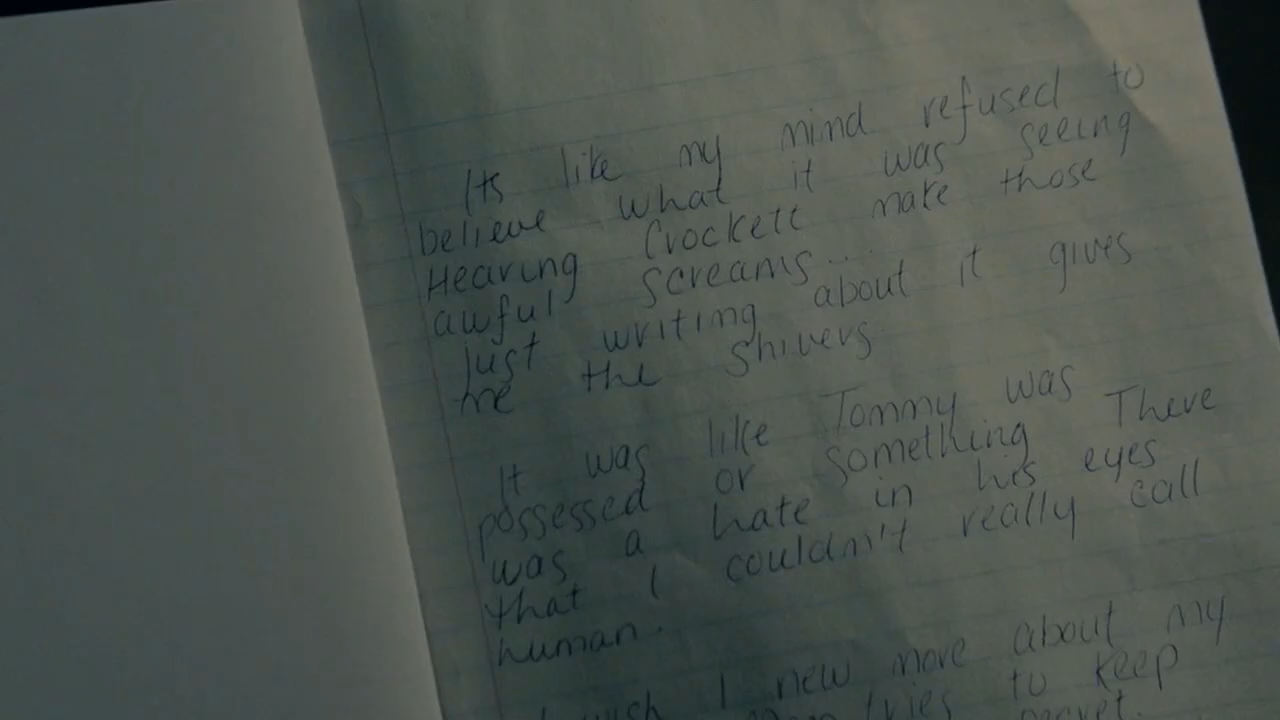 Its like my mind refused to
believe what it was seeing
Hearing Crockett make those
awful screams...
Just writing about it gives
me the shivers
It was like Tommy was
possessed or something There
was a hate in his eyes
that I couldn't really call
human.
I wish I new more about my
tries to keep